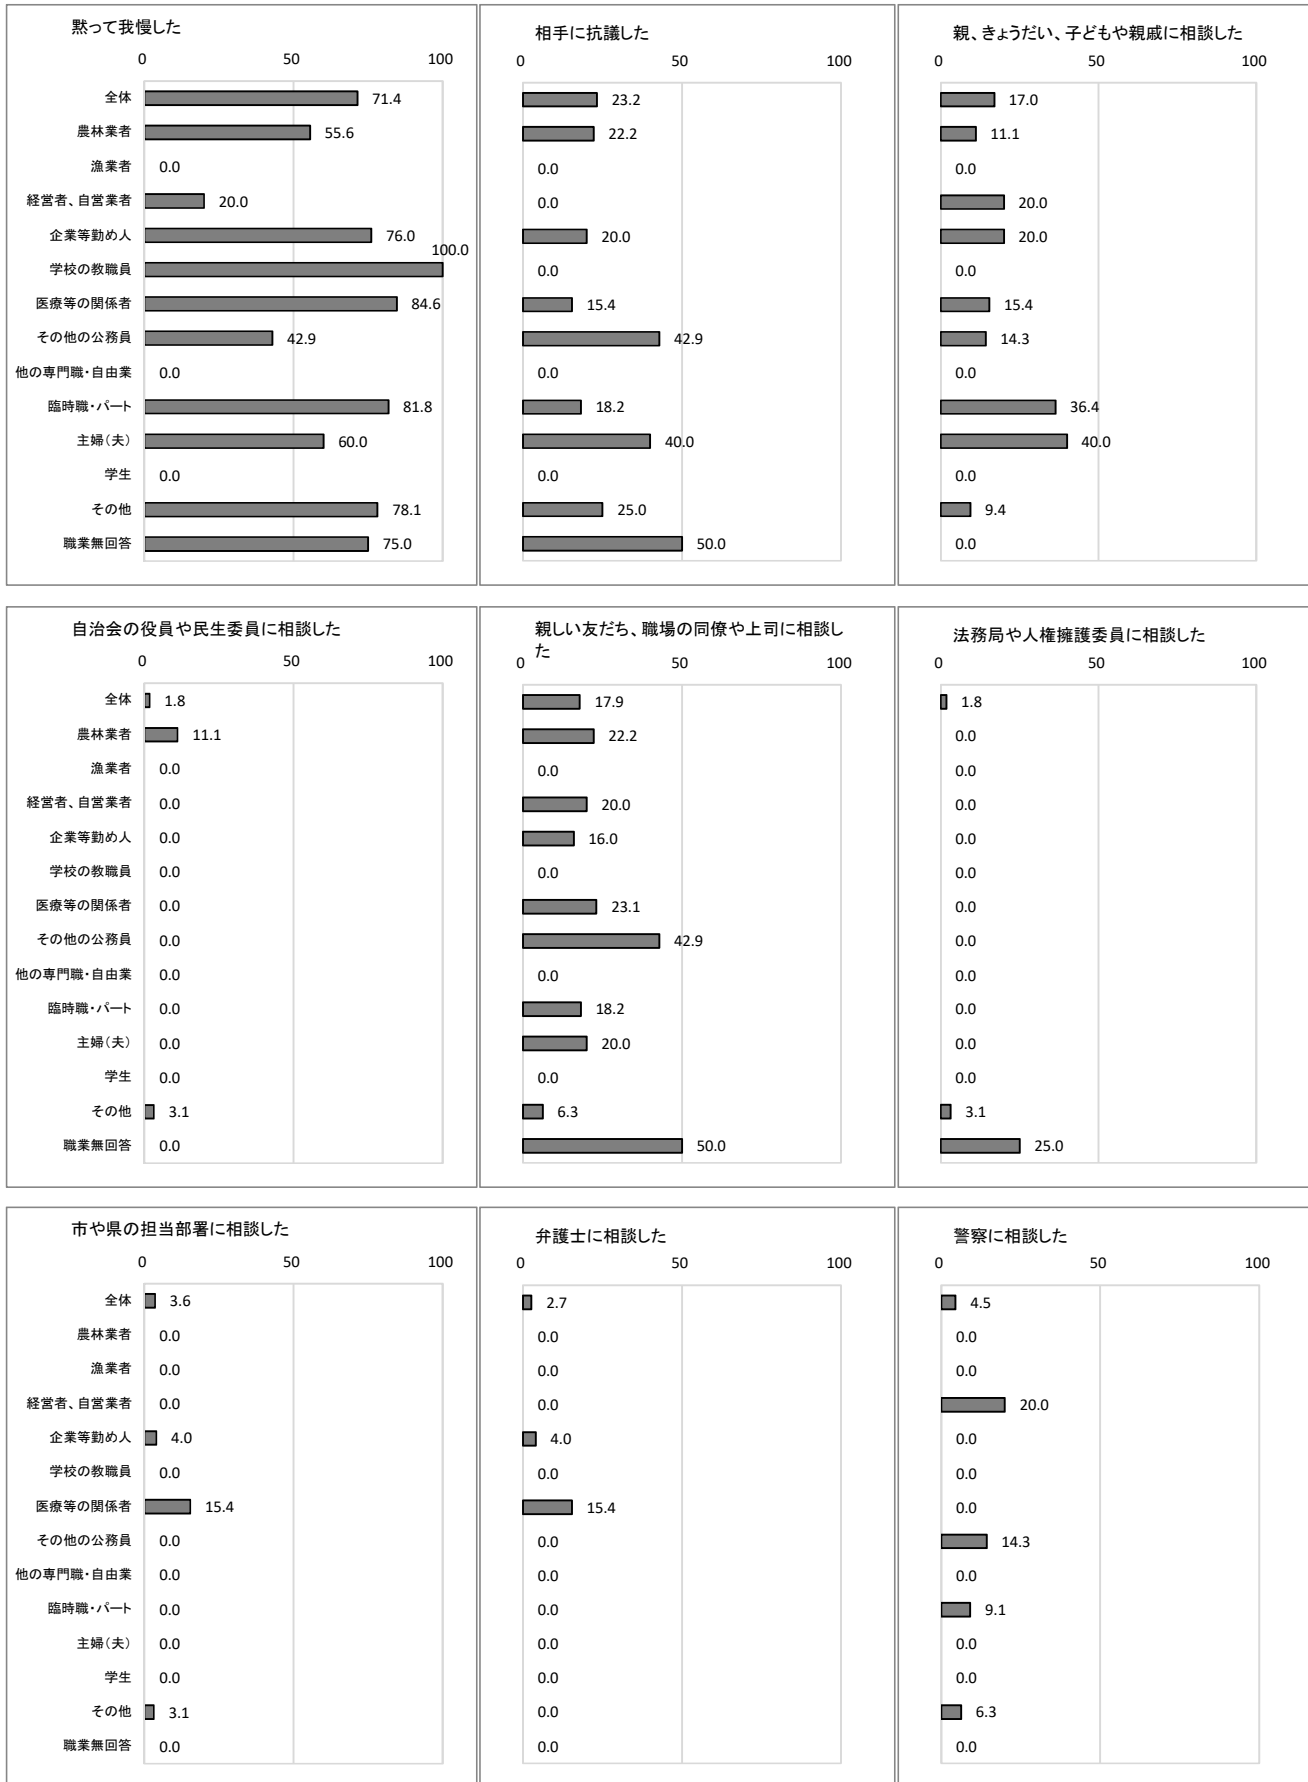 黙って我慢した
0 50 100
全体 71.4
農林業者 55.6
漁業者 0.0
経営者、自営業者 20.0
企業等勤め人 76.0
学校の教職員 100.0
医療等の関係者 84.6
その他の公務員 42.9
他の専門職・自由業 0.0
臨時職・パート 81.8
主婦(夫) 60.0
学生 0.0
その他 78.1
職業無回答 75.0
相手に抗議した
0 50 100
23.2
22.2
0.0
0.0
20.0
0.0
15.4
42.9
0.0
18.2
40.0
0.0
25.0
50.0
親、きょうだい、子どもや親戚に相談した
0 50 100
17.0
11.1
0.0
20.0
20.0
0.0
15.4
14.3
0.0
36.4
40.0
0.0
9.4
0.0
自治会の役員や民生委員に相談した
0 50 100
全体 1.8
農林業者 11.1
漁業者 0.0
経営者、自営業者 0.0
企業等勤め人 0.0
学校の教職員 0.0
医療等の関係者 0.0
その他の公務員 0.0
他の専門職・自由業 0.0
臨時職・パート 0.0
主婦(夫) 0.0
学生 0.0
その他 3.1
職業無回答 0.0
親しい友だち、職場の同僚や上司に相談し
た
0 50 100
17.9
22.2
0.0
20.0
16.0
0.0
23.1
42.9
0.0
18.2
20.0
0.0
6.3
50.0
法務局や人権擁護委員に相談した
0 50 100
1.8
0.0
0.0
0.0
0.0
0.0
0.0
0.0
0.0
0.0
0.0
0.0
3.1
25.0
市や県の担当部署に相談した
0 50 100
全体 3.6
農林業者 0.0
漁業者 0.0
経営者、自営業者 0.0
企業等勤め人 4.0
学校の教職員 0.0
医療等の関係者 15.4
その他の公務員 0.0
他の専門職・自由業 0.0
臨時職・パート 0.0
主婦(夫) 0.0
学生 0.0
その他 3.1
職業無回答 0.0
弁護士に相談した
0 50 100
2.7
0.0
0.0
0.0
4.0
0.0
15.4
0.0
0.0
0.0
0.0
0.0
0.0
0.0
警察に相談した
0 50 100
4.5
0.0
0.0
20.0
0.0
0.0
0.0
14.3
0.0
9.1
0.0
0.0
6.3
0.0